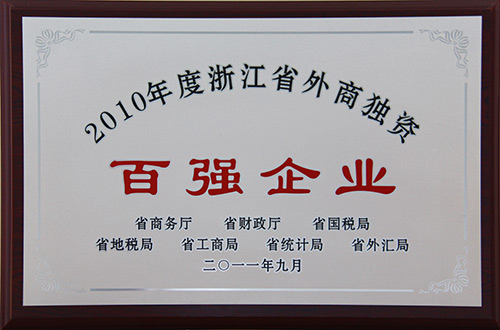 2010年度浙江省外商独资
百强企业
省商务厅 省财政厅 省国税局
省地税局 省工商局 省统计局 省外汇局
二〇一一年九月